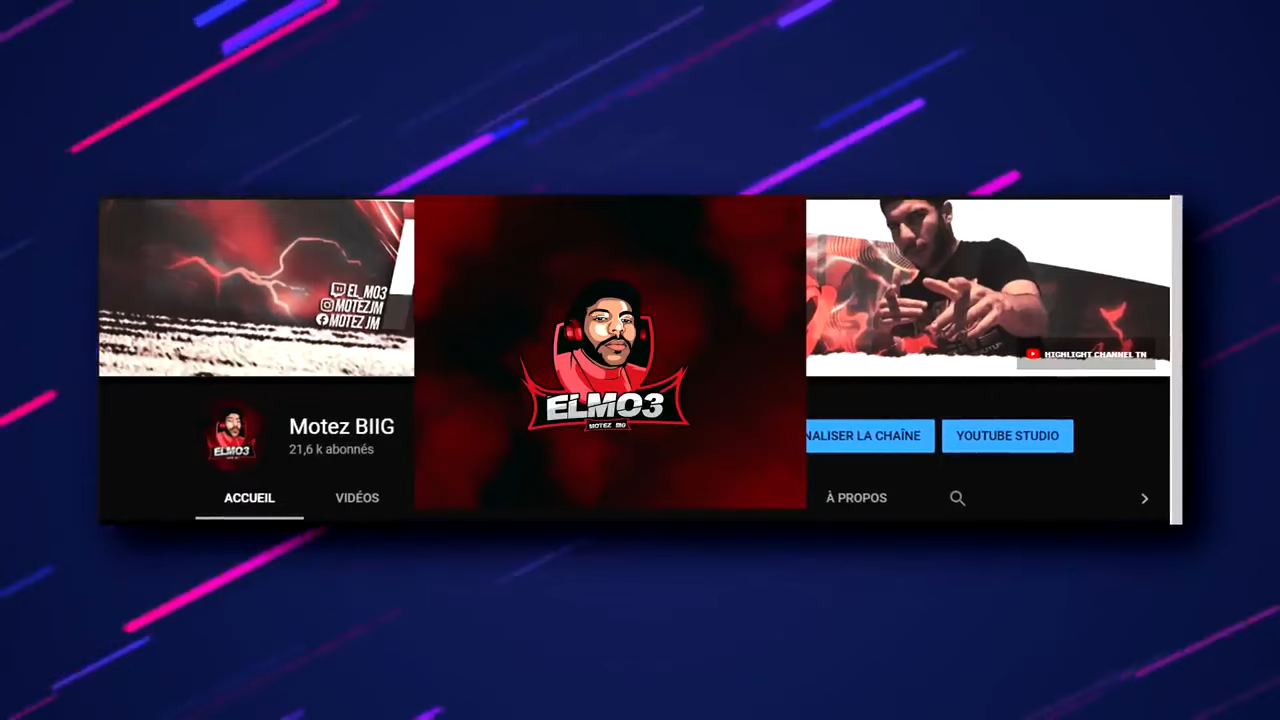 EL_MO3
MOTEZJM
MOTEZ JM
ELMO3
MOTEZ BIG
HIGHLIGHT CHANNEL TN
ELMO3
Motez BIIG
21,6 k abonnés
NALISER LA CHAÎNE
YOUTUBE STUDIO
ACCUEIL
VIDÉOS
À PROPOS